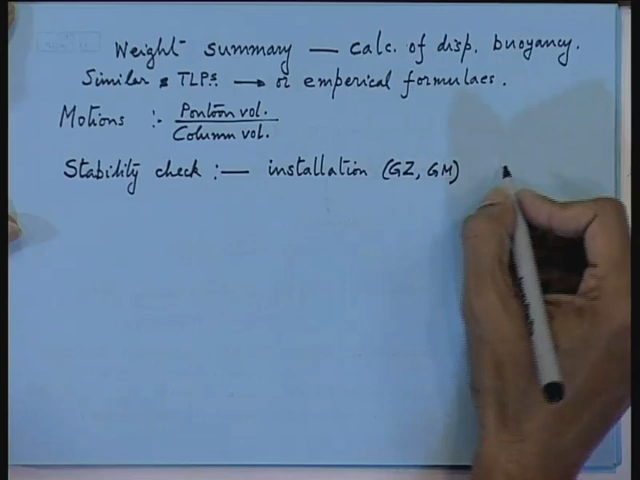 Weight summary — calc. of disp. buoyancy.
Similar TLPs. → or emperical formulaes.
Motions :- Pontoon vol. / Column vol.
Stability check :— installation (GZ, GM)